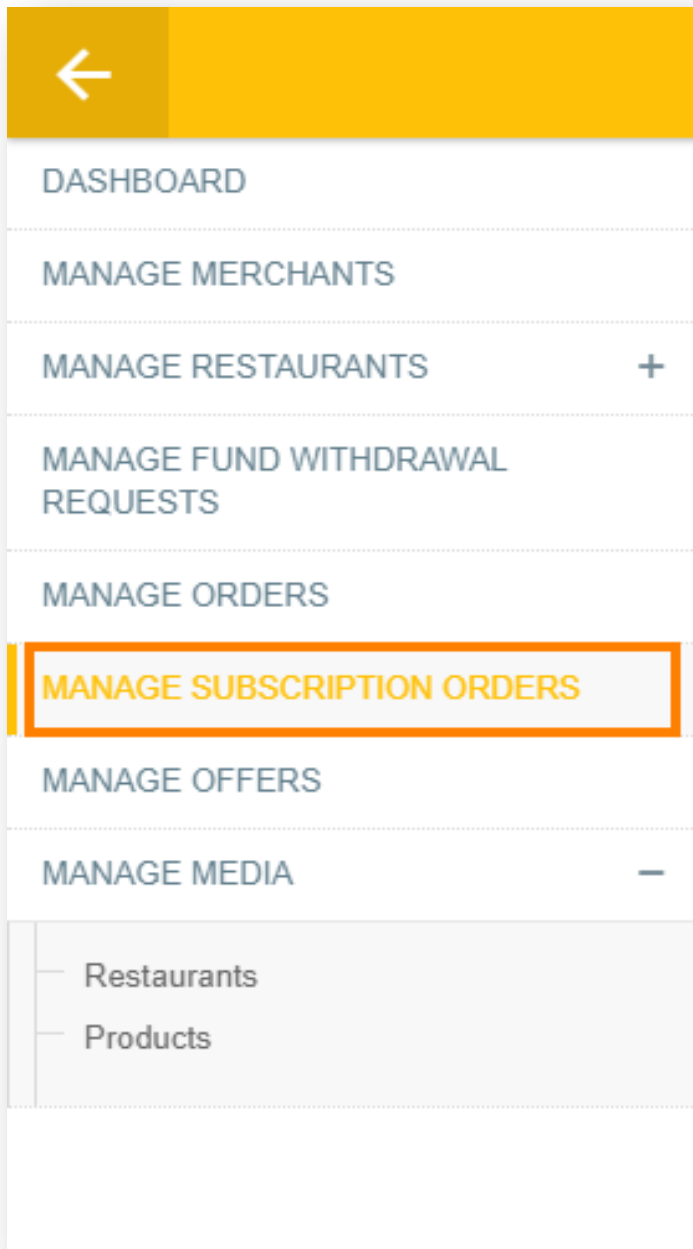 DASHBOARD
MANAGE MERCHANTS
MANAGE RESTAURANTS
MANAGE FUND WITHDRAWAL
REQUESTS
MANAGE ORDERS
MANAGE SUBSCRIPTION ORDERS
MANAGE OFFERS
MANAGE MEDIA
Restaurants
Products